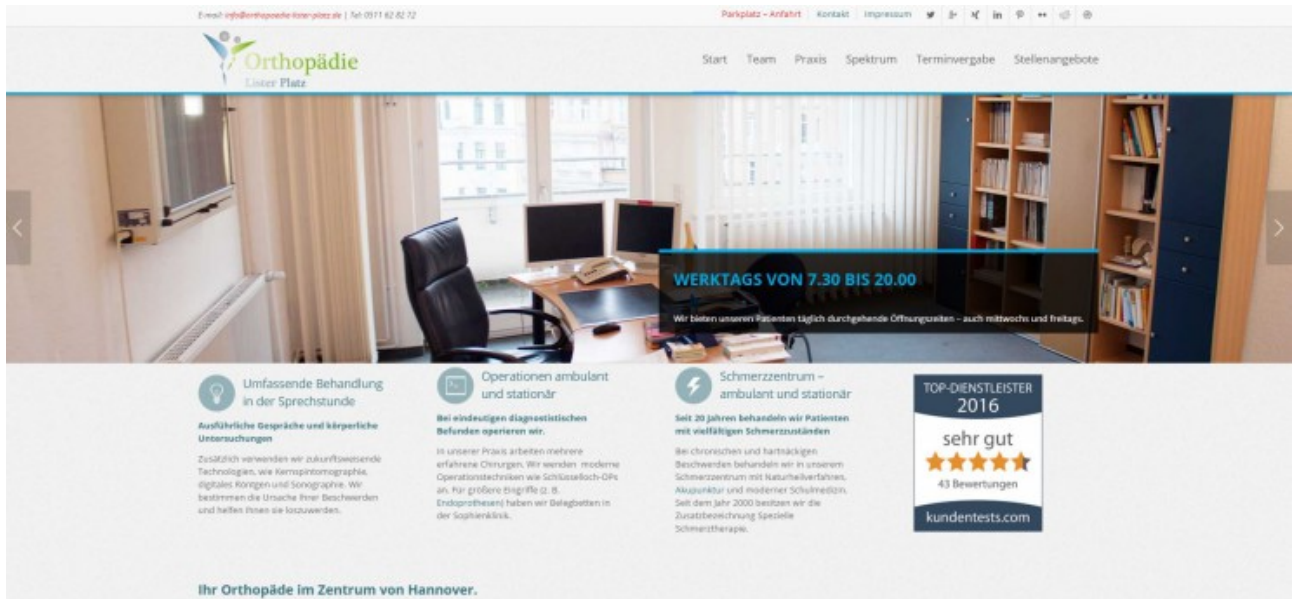 E-mail: info@orthopaedie-lister-platz.de | Tel: 0511 62 82 72
Parkplatz – Anfahrt
Kontakt
Impressum
Orthopädie
Lister Platz
Start
Team
Praxis
Spektrum
Terminvergabe
Stellenangebote
WERKTAGS VON 7.30 BIS 20.00
Wir bieten unseren Patienten täglich durchgehende Öffnungszeiten – auch mittwochs und freitags.
Umfassende Behandlung
in der Sprechstunde
Ausführliche Gespräche und körperliche
Untersuchungen
Zusätzlich verwenden wir zukunftsweisende
Technologien, wie Kernspintomographie,
digitales Röntgen und Sonographie. Wir
bestimmen die Ursache Ihrer Beschwerden
und helfen Ihnen sie loszuwerden.
Operationen ambulant
und stationär
Bei eindeutigen diagnostistischen
Befunden operieren wir.
In unserer Praxis arbeiten mehrere
erfahrene Chirurgen. Wir wenden moderne
Operationstechniken wie Schlüsselloch-OPs
an. Für größere Eingriffe (z. B.
Endoprothesen) haben wir Belegbetten in
der Sophienklinik.
Schmerzzentrum –
ambulant und stationär
Seit 20 Jahren behandeln wir Patienten
mit vielfältigen Schmerzzuständen
Bei chronischen und hartnäckigen
Beschwerden behandeln wir in unserem
Schmerzzentrum mit Naturheilverfahren,
Akupunktur und moderner Schulmedizin.
Seit dem Jahr 2000 besitzen wir die
Zusatzbezeichnung Spezielle
Schmerztherapie.
TOP-DIENSTLEISTER
2016
sehr gut
43 Bewertungen
kundentests.com
Ihr Orthopäde im Zentrum von Hannover.